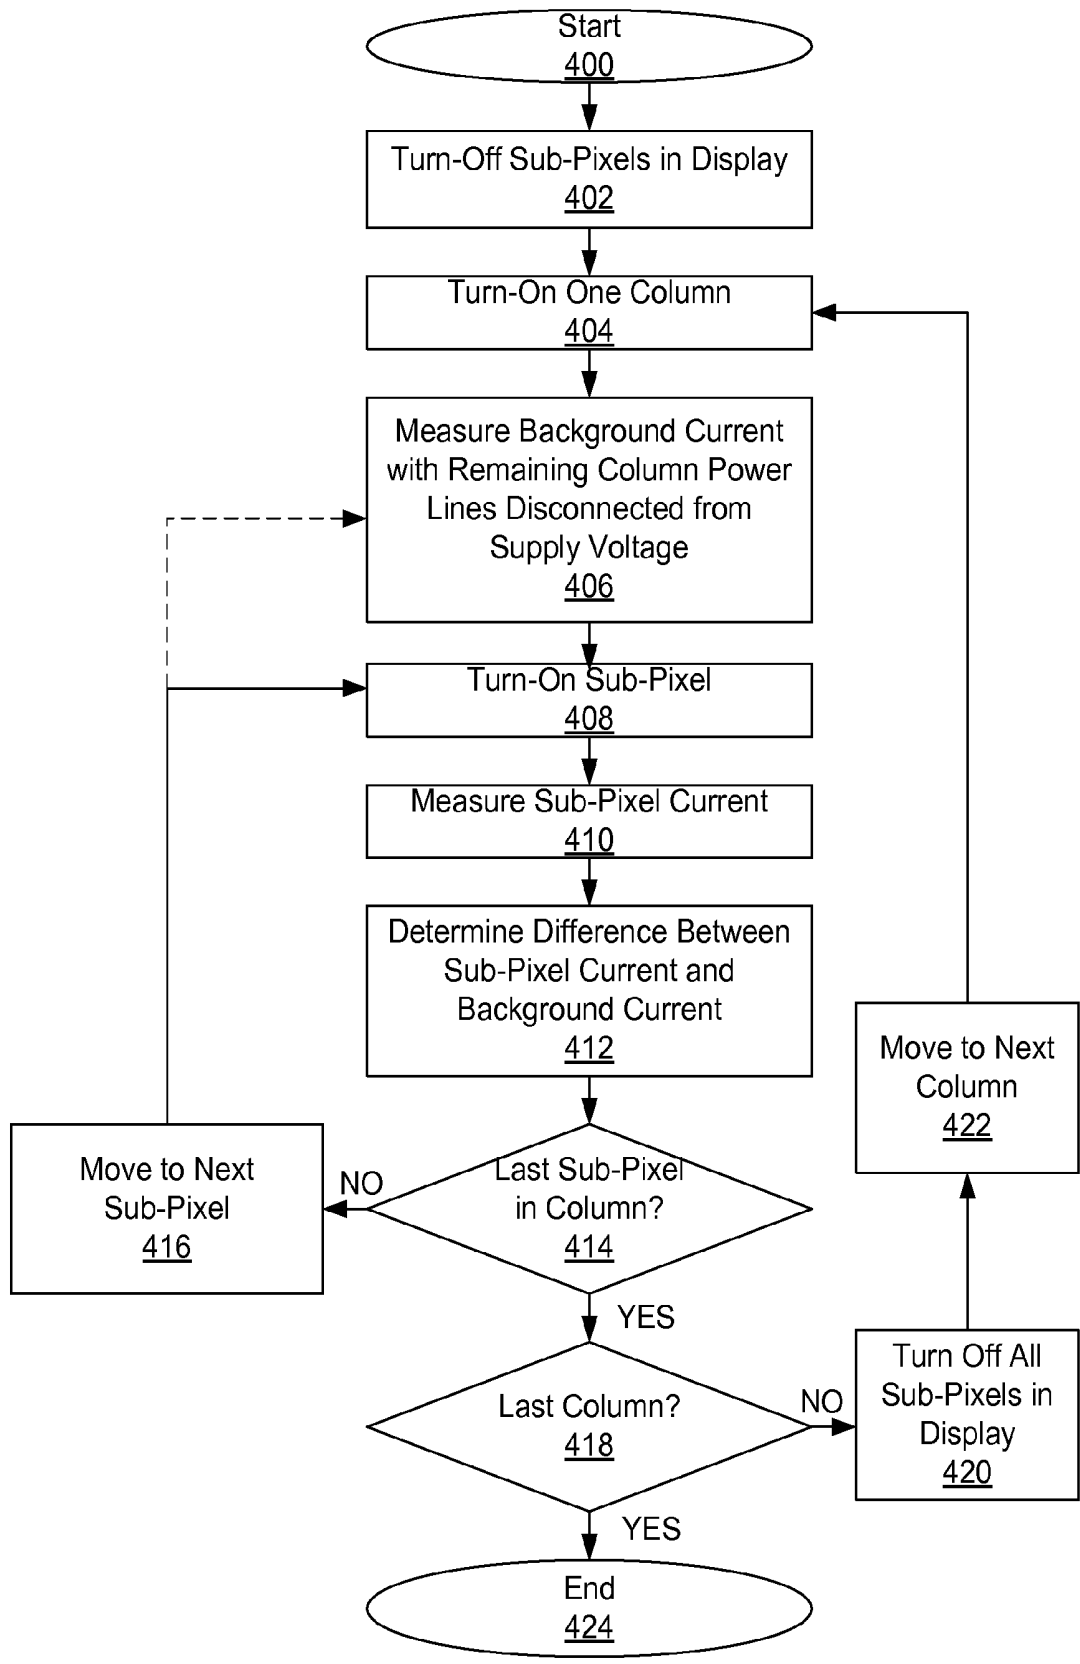 Start
400
Turn-Off Sub-Pixels in Display
402
Turn-On One Column
404
Measure Background Current
with Remaining Column Power
Lines Disconnected from
Supply Voltage
406
Turn-On Sub-Pixel
408
Measure Sub-Pixel Current
410
Determine Difference Between
Sub-Pixel Current and
Background Current
412
Move to Next
Column
422
Last Sub-Pixel
in Column?
414
NO
Move to Next
Sub-Pixel
416
YES
Last Column?
418
NO
Turn Off All
Sub-Pixels in
Display
420
YES
End
424